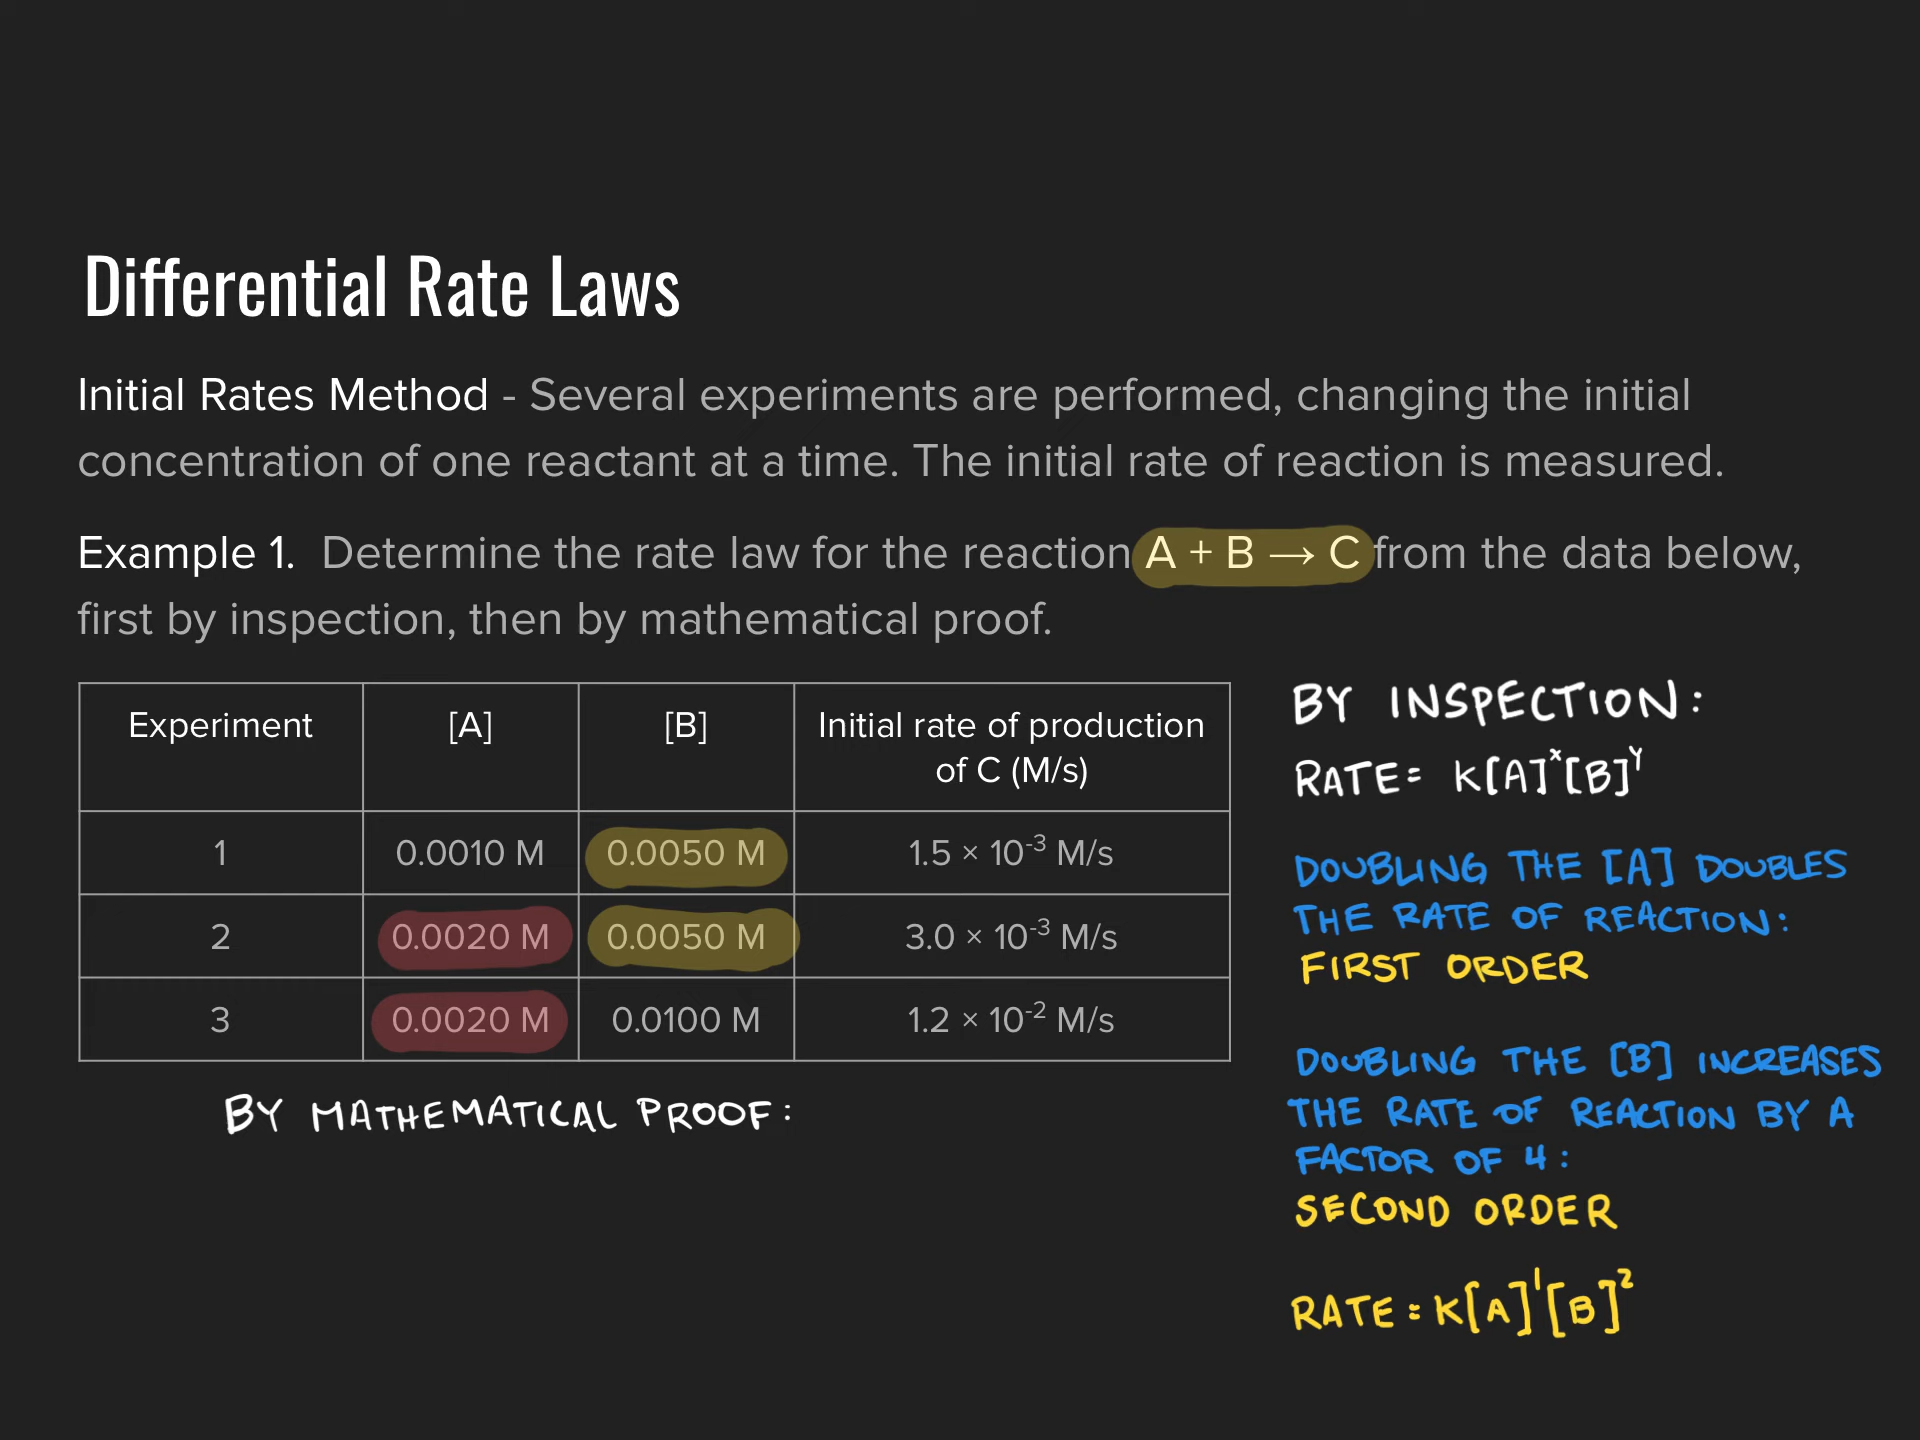 Differential Rate Laws
Initial Rates Method - Several experiments are performed, changing the initial
concentration of one reactant at a time. The initial rate of reaction is measured.
Example 1. Determine the rate law for the reaction A + B → C from the data below,
first by inspection, then by mathematical proof.
Experiment [A] [B] Initial rate of production
of C (M/s)
1 0.0010 M 0.0050 M 1.5 × 10⁻³ M/s
2 0.0020 M 0.0050 M 3.0 × 10⁻³ M/s
3 0.0020 M 0.0100 M 1.2 × 10⁻² M/s
BY MATHEMATICAL PROOF:
BY INSPECTION:
RATE= K[A]ˣ[B]ʸ
DOUBLING THE [A] DOUBLES
THE RATE OF REACTION:
FIRST ORDER
DOUBLING THE [B] INCREASES
THE RATE OF REACTION BY A
FACTOR OF 4:
SECOND ORDER
RATE = K[A]¹[B]²